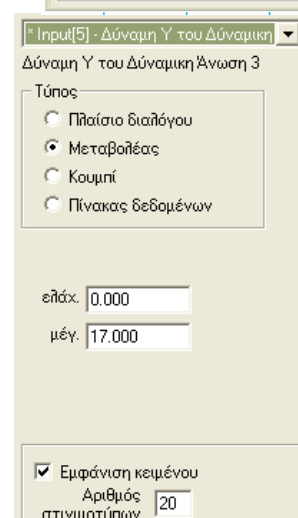 * Input[5] - Δύναμη Υ του Δύναμικη
Δύναμη Υ του Δύναμικη Άνωση 3
Τύπος
Πλαίσιο διαλόγου
Μεταβολέας
Κουμπί
Πίνακας δεδομένων
ελάχ. 0.000
μέγ. 17.000
Εμφάνιση κειμένου
Αριθμός
στιγμιοτύπων 20